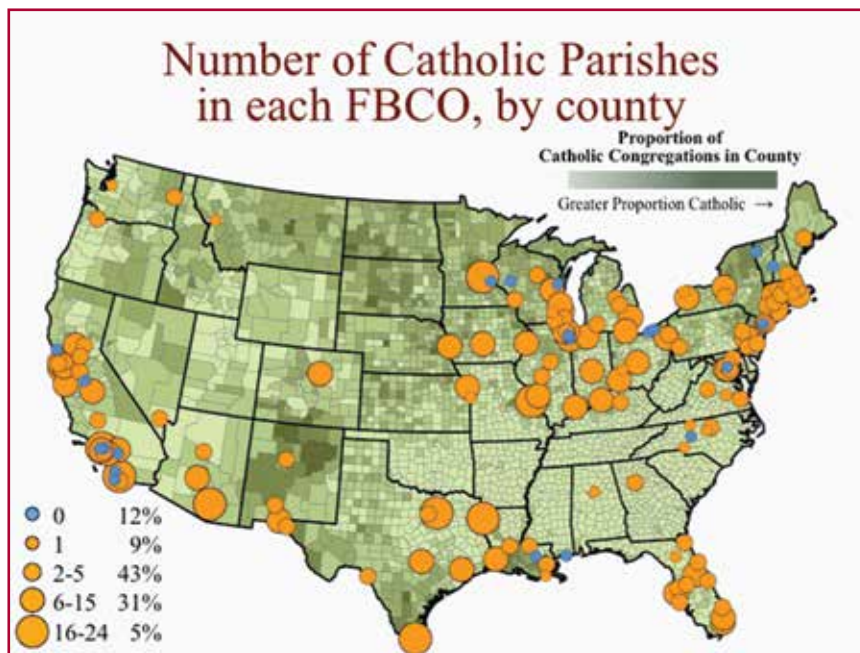 Number of Catholic Parishes
in each FBCO, by county
Proportion of
Catholic Congregations in County
Greater Proportion Catholic →
0 12%
1 9%
2-5 43%
6-15 31%
16-24 5%